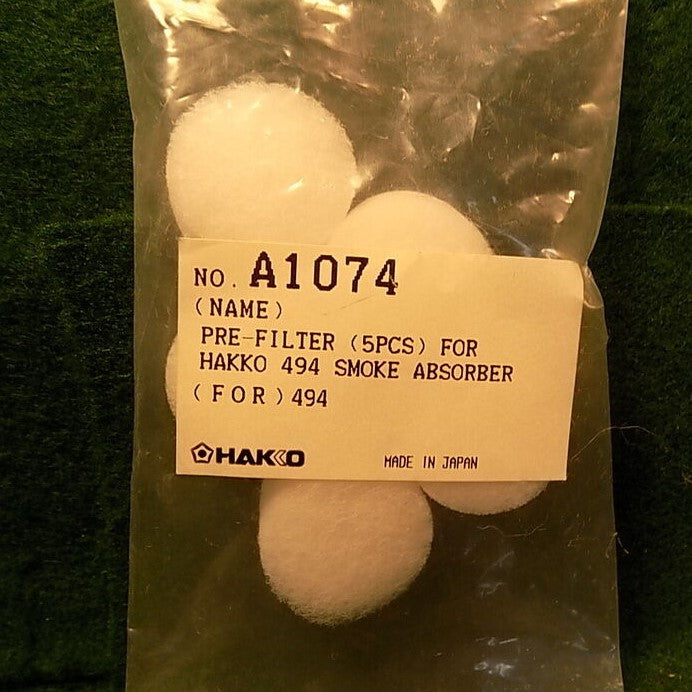 NO. A1074
(NAME)
PRE-FILTER (5PCS) FOR
HAKKO 494 SMOKE ABSORBER
(FOR) 494
HAKKO MADE IN JAPAN